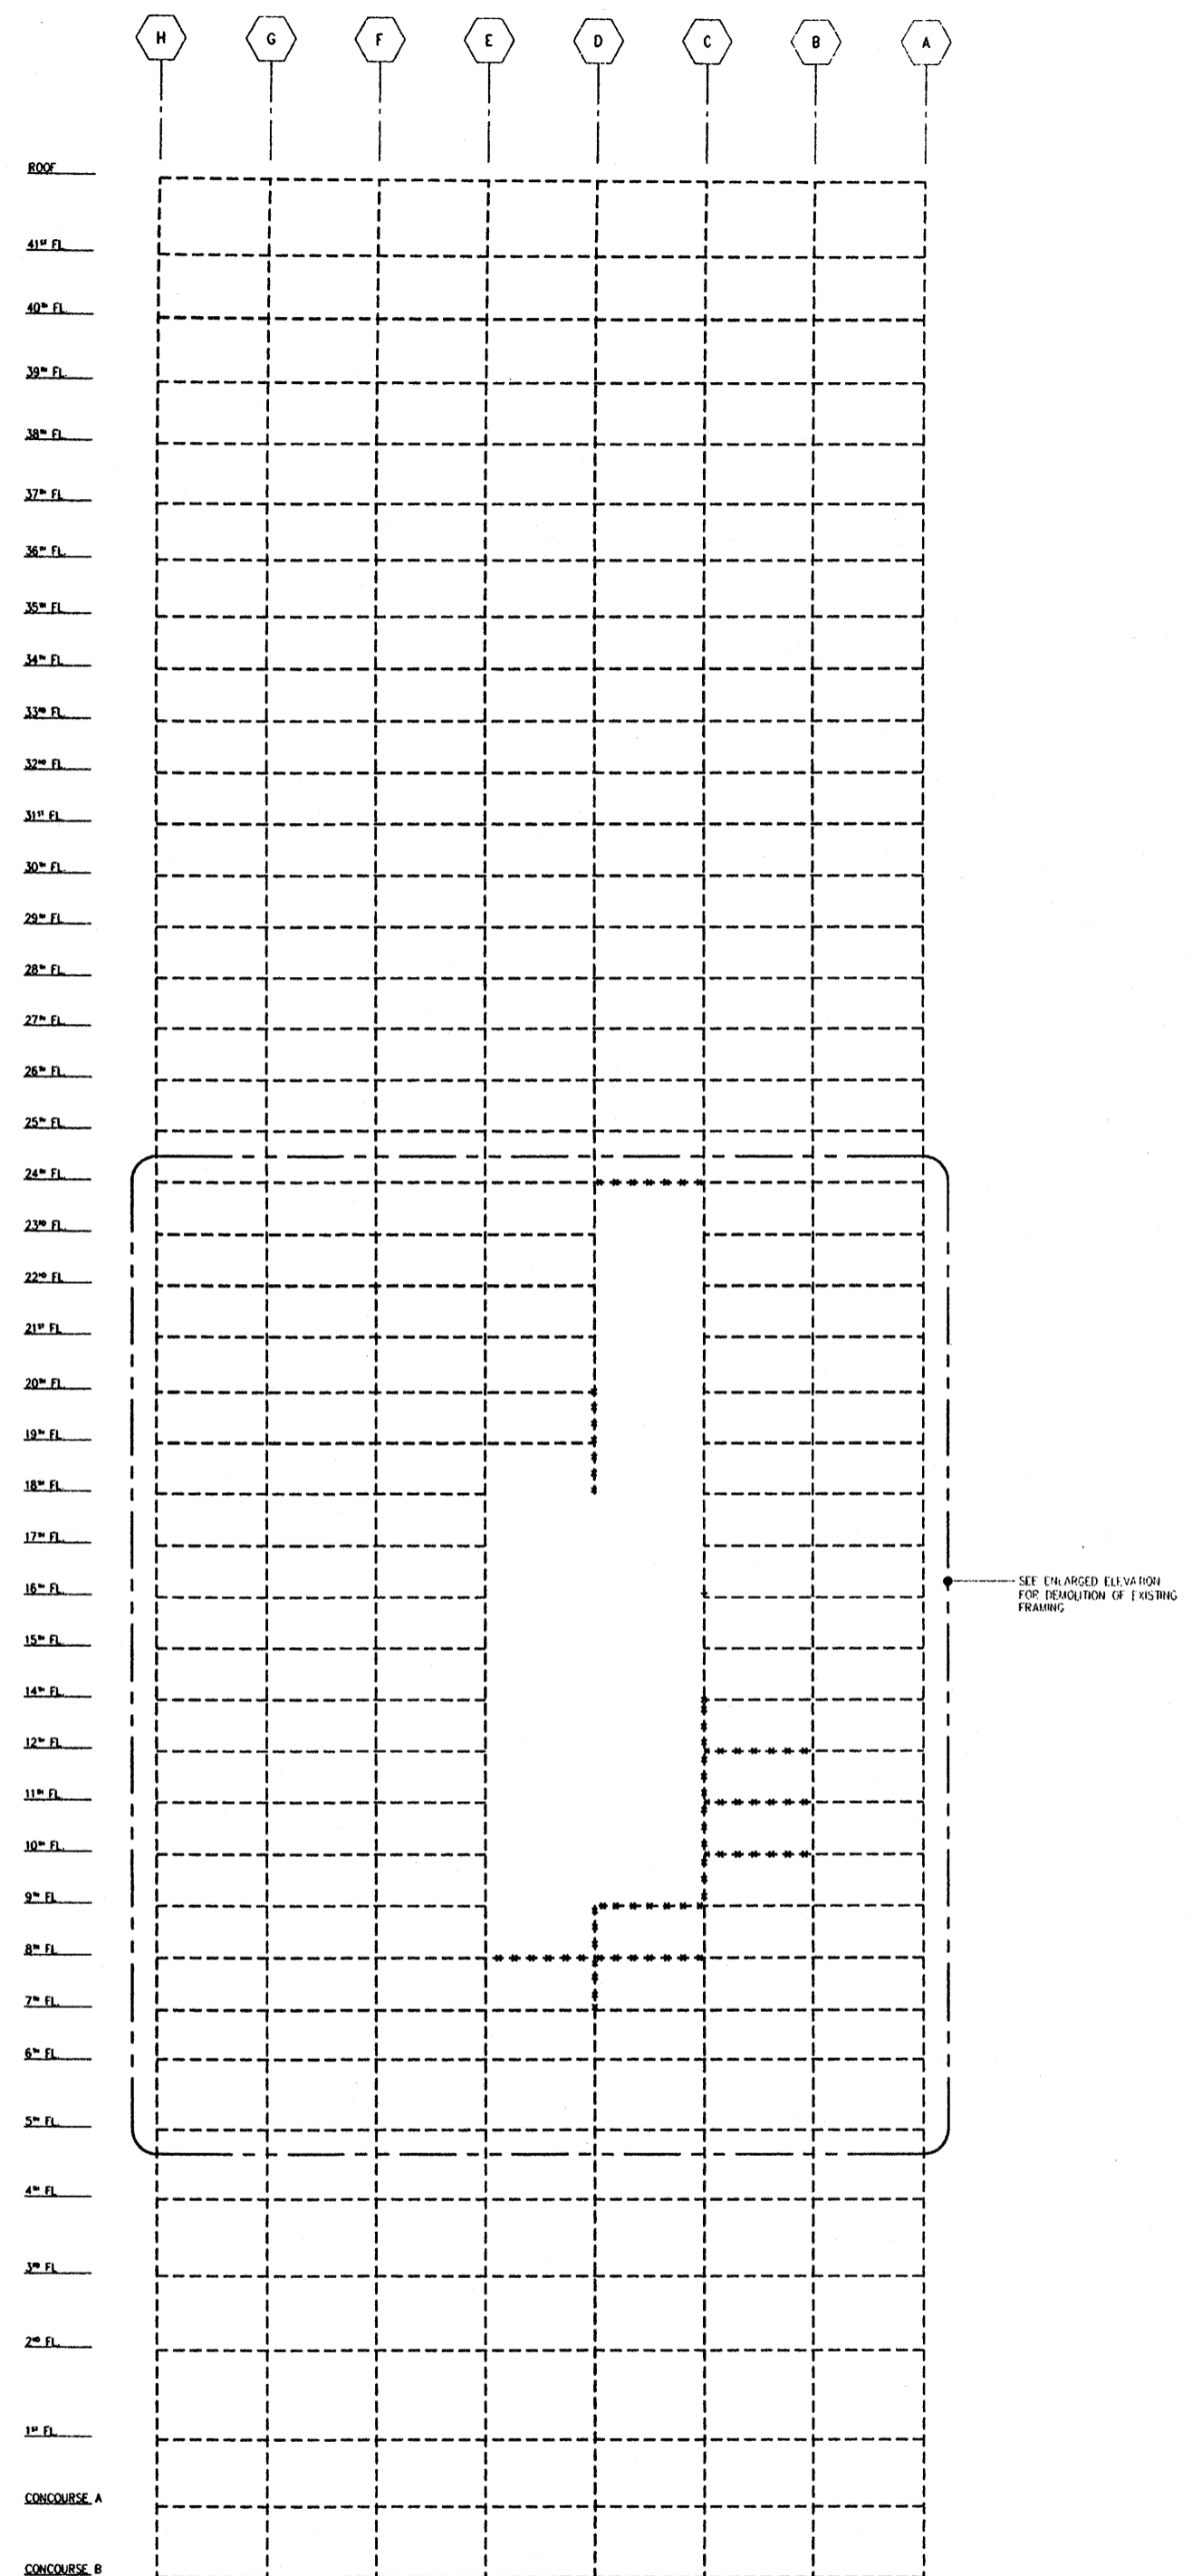 H G F E D C B A
ROOF
41ST FL.
40TH FL.
39TH FL.
38TH FL.
37TH FL.
36TH FL.
35TH FL.
34TH FL.
33RD FL.
32ND FL.
31ST FL.
30TH FL.
29TH FL.
28TH FL.
27TH FL.
26TH FL.
25TH FL.
24TH FL.
23RD FL.
22ND FL.
21ST FL.
20TH FL.
19TH FL.
18TH FL.
17TH FL.
16TH FL.
SEE ENLARGED ELEVATION
FOR DEMOLITION OF EXISTING
FRAMING
15TH FL.
14TH FL.
12TH FL.
11TH FL.
10TH FL.
9TH FL.
8TH FL.
7TH FL.
6TH FL.
5TH FL.
4TH FL.
3RD FL.
2ND FL.
1ST FL.
CONCOURSE A
CONCOURSE B